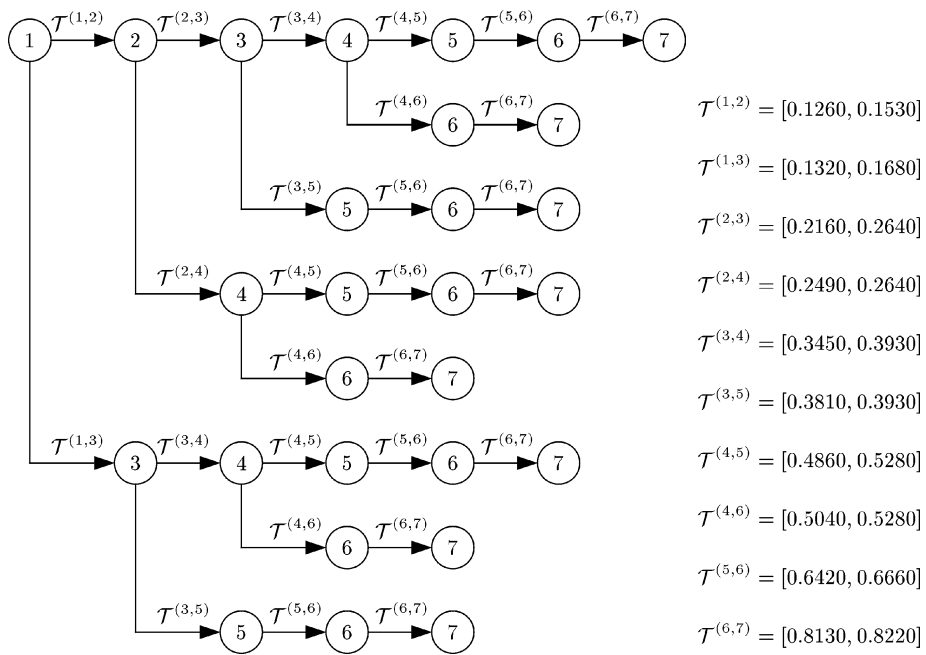 𝒯^(1,2) 𝒯^(2,3) 𝒯^(3,4) 𝒯^(4,5) 𝒯^(5,6) 𝒯^(6,7)
1 2 3 4 5 6 7
𝒯^(4,6) 𝒯^(6,7)
6 7
𝒯^(3,5) 𝒯^(5,6) 𝒯^(6,7)
5 6 7
𝒯^(2,4) 𝒯^(4,5) 𝒯^(5,6) 𝒯^(6,7)
4 5 6 7
𝒯^(4,6) 𝒯^(6,7)
6 7
𝒯^(1,3) 𝒯^(3,4) 𝒯^(4,5) 𝒯^(5,6) 𝒯^(6,7)
3 4 5 6 7
𝒯^(4,6) 𝒯^(6,7)
6 7
𝒯^(3,5) 𝒯^(5,6) 𝒯^(6,7)
5 6 7
𝒯^(1,2) = [0.1260, 0.1530]
𝒯^(1,3) = [0.1320, 0.1680]
𝒯^(2,3) = [0.2160, 0.2640]
𝒯^(2,4) = [0.2490, 0.2640]
𝒯^(3,4) = [0.3450, 0.3930]
𝒯^(3,5) = [0.3810, 0.3930]
𝒯^(4,5) = [0.4860, 0.5280]
𝒯^(4,6) = [0.5040, 0.5280]
𝒯^(5,6) = [0.6420, 0.6660]
𝒯^(6,7) = [0.8130, 0.8220]